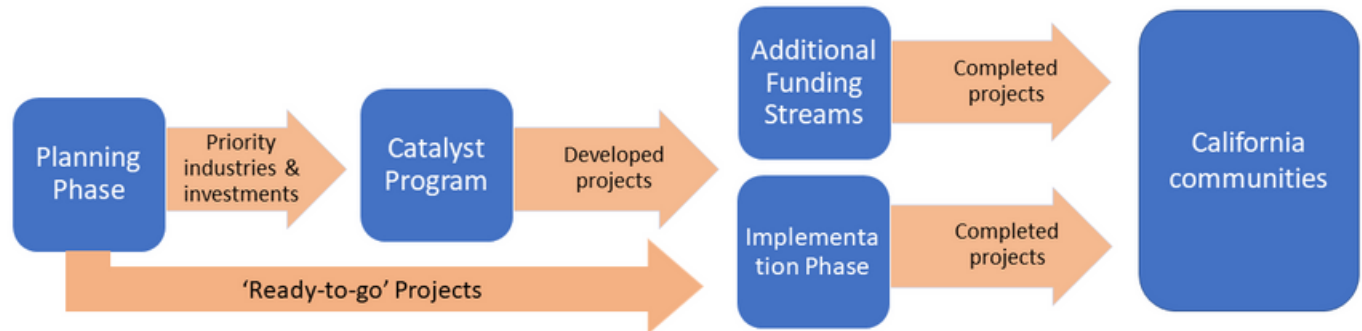 Planning
Phase
Priority
industries &
investments
Catalyst
Program
Developed
projects
'Ready-to-go' Projects
Additional
Funding
Streams
Completed
projects
Implementa
tion Phase
Completed
projects
California
communities